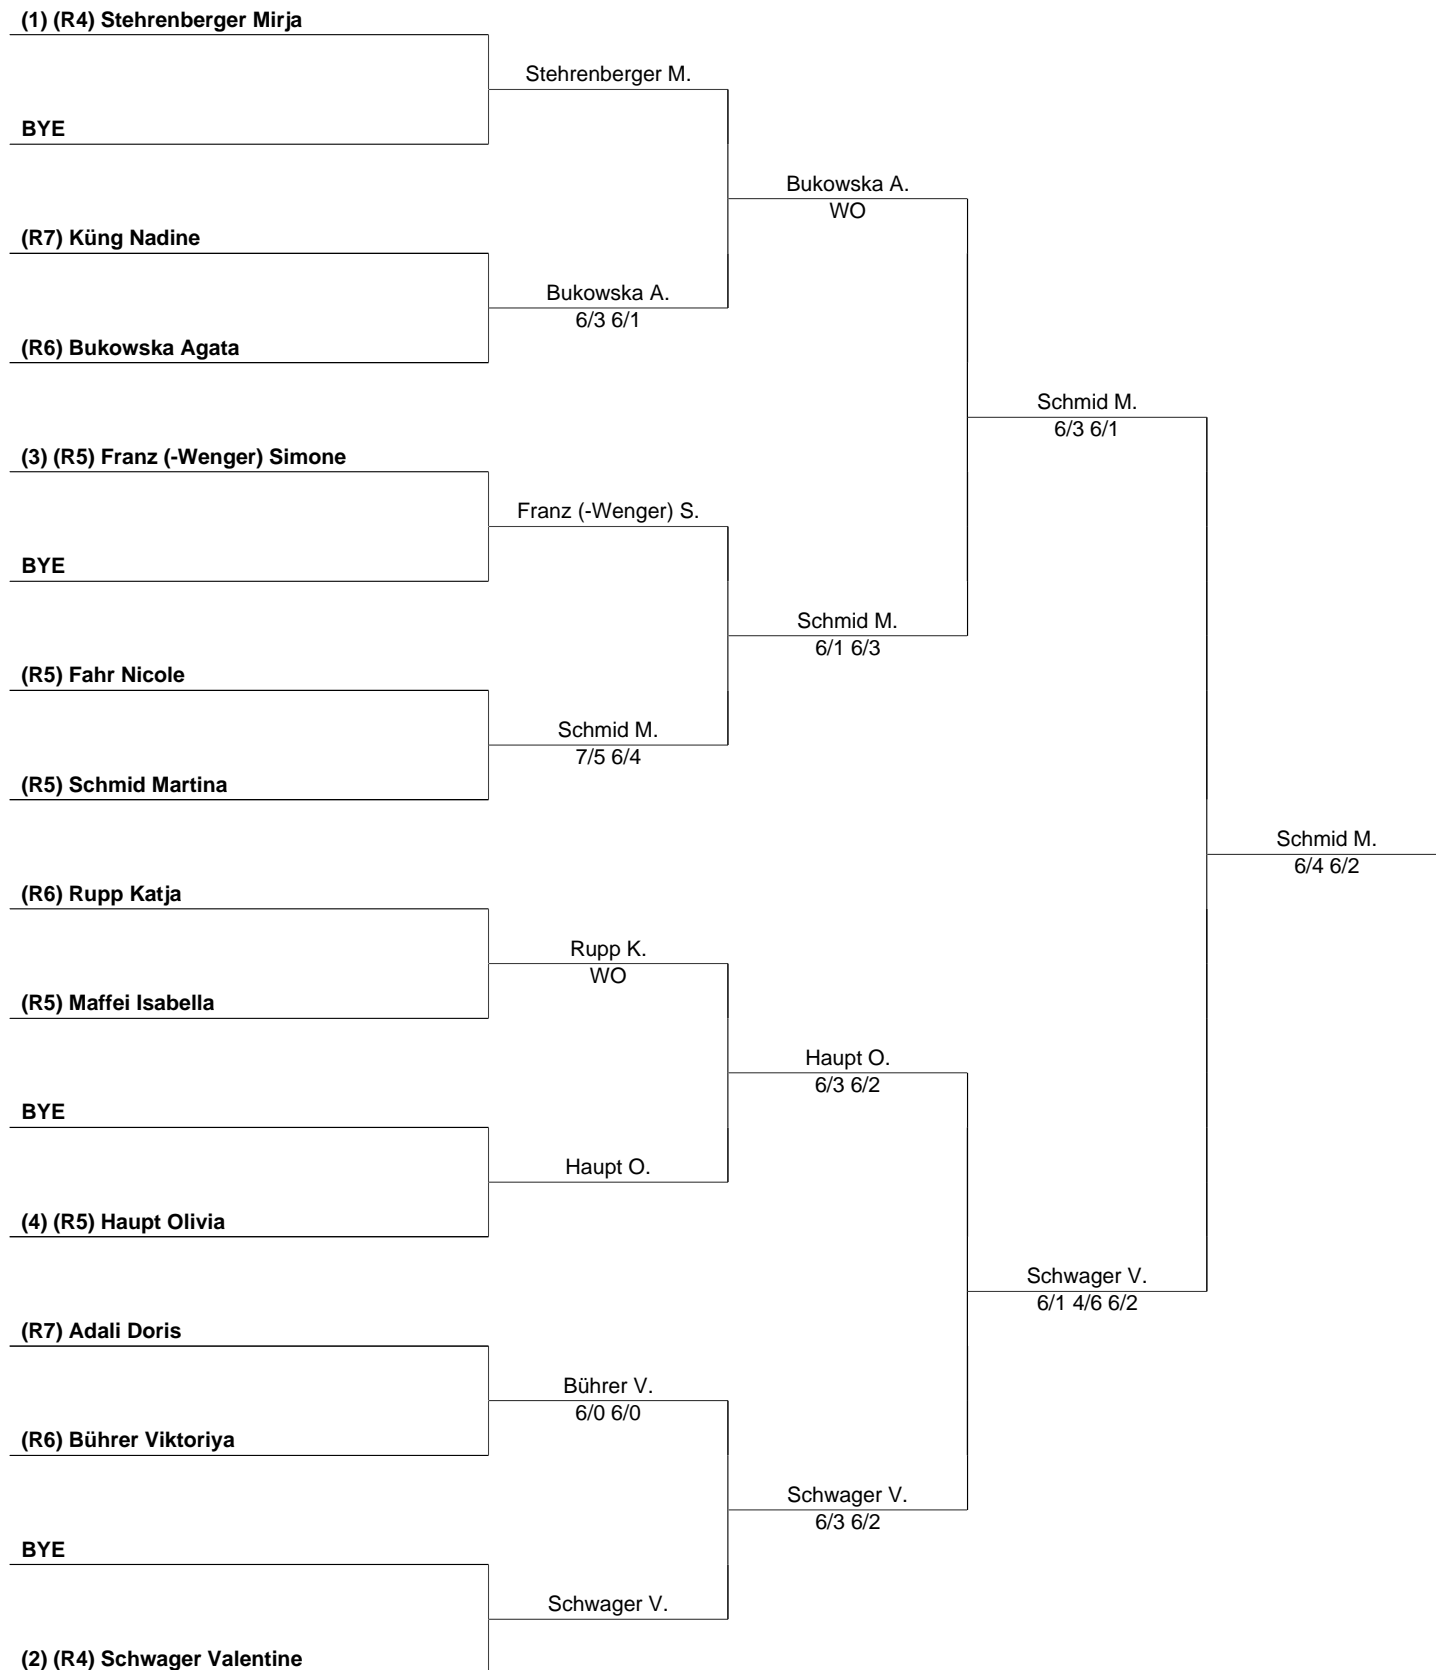 (1) (R4) Stehrenberger Mirja
Stehrenberger M.
BYE
Bukowska A.
WO
(R7) Küng Nadine
Bukowska A.
6/3 6/1
(R6) Bukowska Agata
Schmid M.
6/3 6/1
(3) (R5) Franz (-Wenger) Simone
Franz (-Wenger) S.
BYE
Schmid M.
6/1 6/3
(R5) Fahr Nicole
Schmid M.
7/5 6/4
(R5) Schmid Martina
Schmid M.
6/4 6/2
(R6) Rupp Katja
Rupp K.
WO
(R5) Maffei Isabella
Haupt O.
6/3 6/2
BYE
Haupt O.
(4) (R5) Haupt Olivia
Schwager V.
6/1 4/6 6/2
(R7) Adali Doris
Bührer V.
6/0 6/0
(R6) Bührer Viktoriya
Schwager V.
6/3 6/2
BYE
Schwager V.
(2) (R4) Schwager Valentine